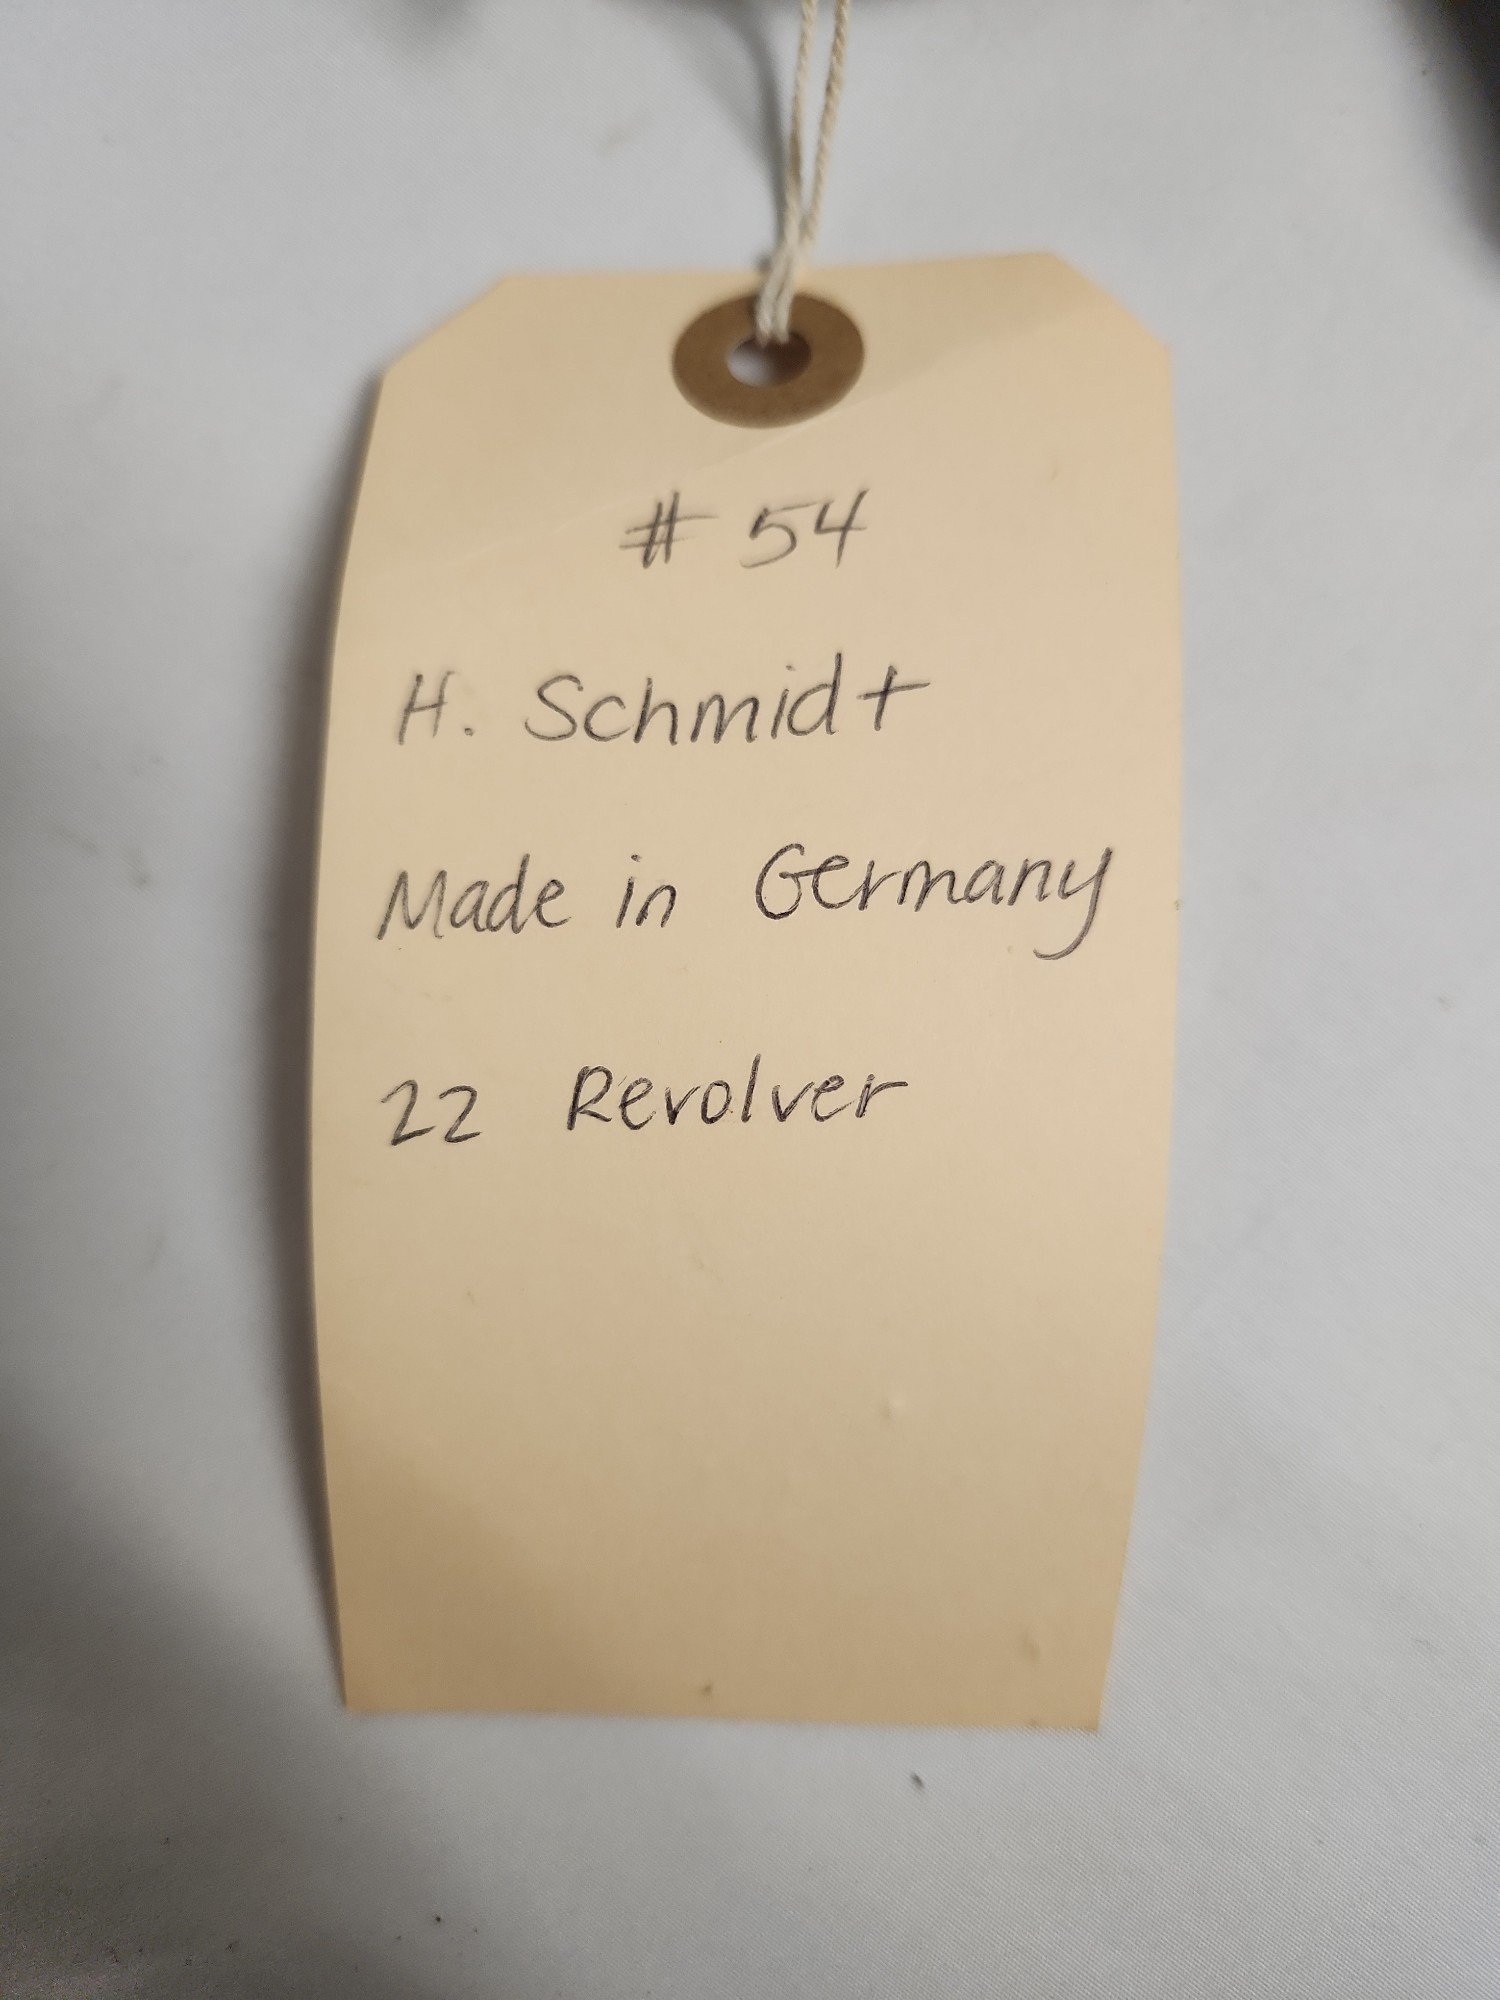 # 54
H. Schmidt
Made in Germany
22 Revolver